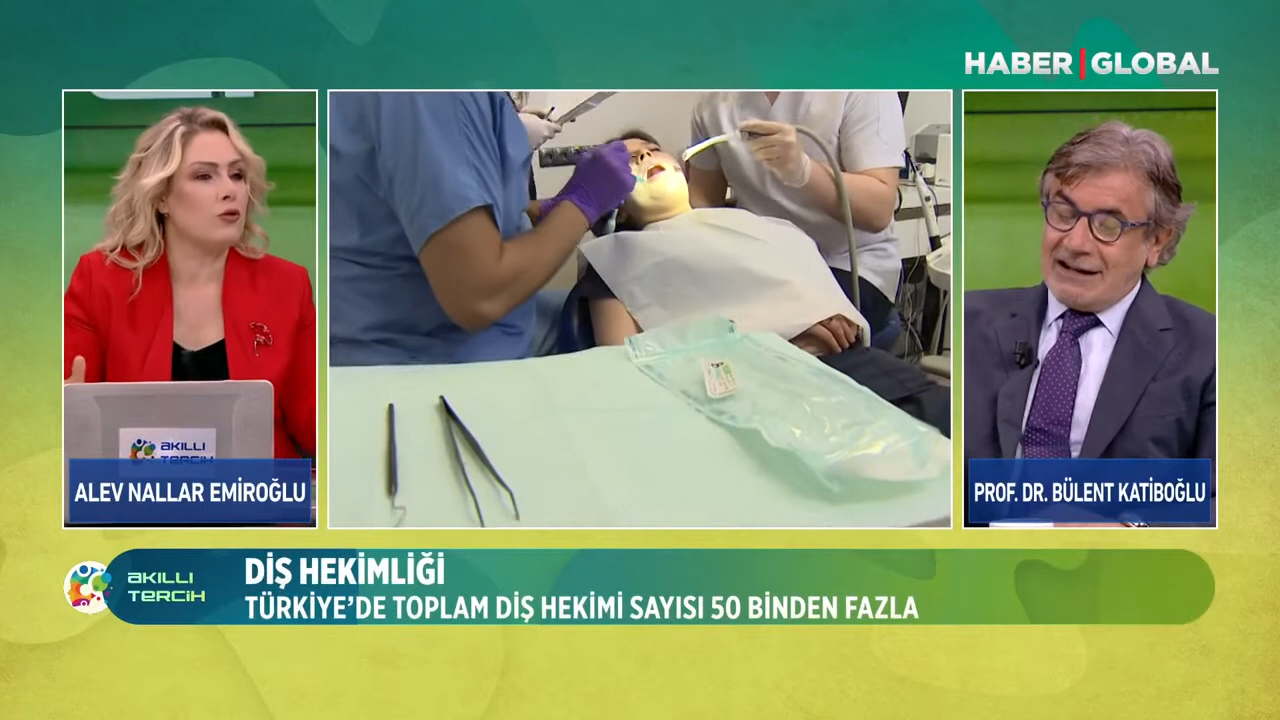 HABER GLOBAL
AKILLI
TERCİH
ALEV NALLAR EMİROĞLU
PROF. DR. BÜLENT KATİBOĞLU
AKILLI
TERCİH
DİŞ HEKİMLİĞİ
TÜRKİYE'DE TOPLAM DİŞ HEKİMİ SAYISI 50 BİNDEN FAZLA